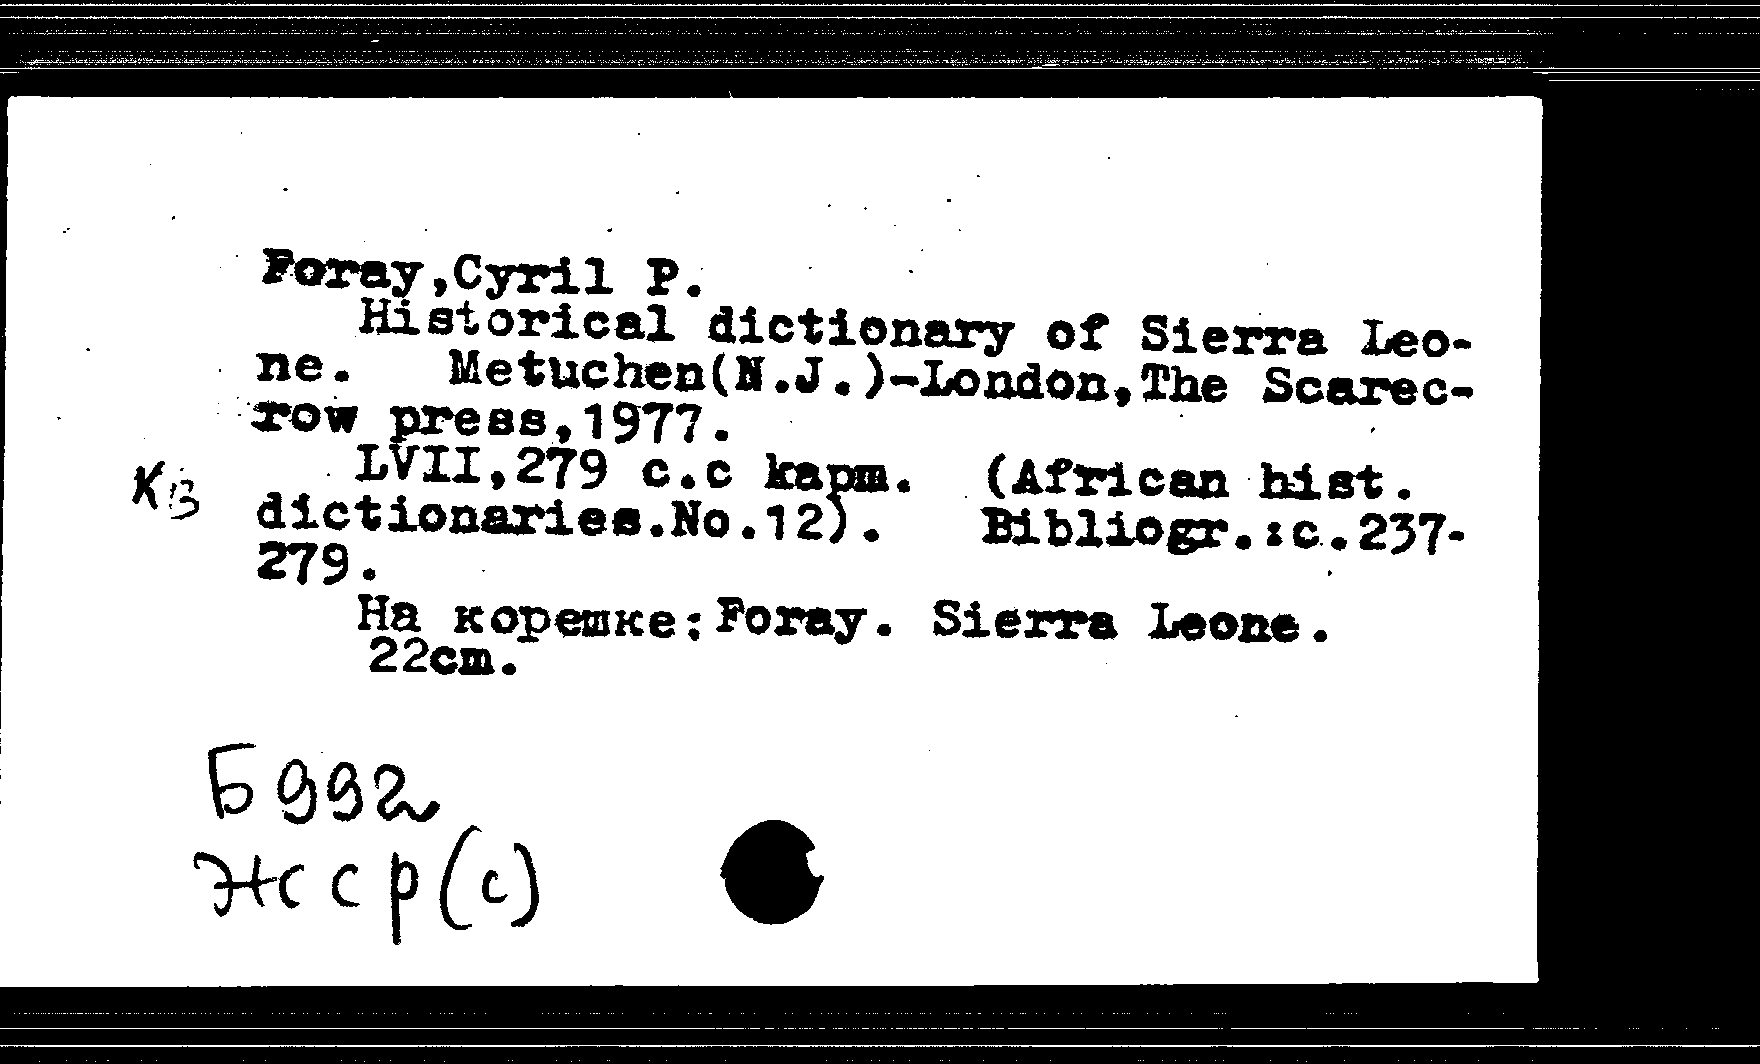 Foray,Cyril P.
Historical dictionary of Sierra Leo-
ne. Metuchen(N.J.)-London,The Scarec-
row press,1977.
LVII,279 с.с карт. (African hist.
dictionaries.No.12). Bibliogr.:с.237-
279.
На корешке:Foray. Sierra Leone.
22cm.
КВ
Б992
Жсср(с)